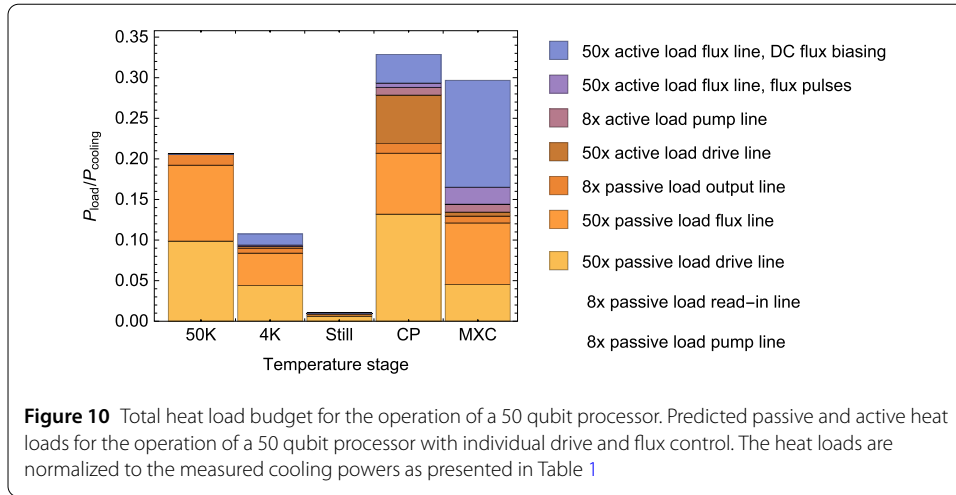 0.35
0.30
0.25
0.20
0.15
0.10
0.05
0.00
P_load/P_cooling
50K 4K Still CP MXC
Temperature stage
50x active load flux line, DC flux biasing
50x active load flux line, flux pulses
8x active load pump line
50x active load drive line
8x passive load output line
50x passive load flux line
50x passive load drive line
8x passive load read-in line
8x passive load pump line
Figure 10 Total heat load budget for the operation of a 50 qubit processor. Predicted passive and active heat
loads for the operation of a 50 qubit processor with individual drive and flux control. The heat loads are
normalized to the measured cooling powers as presented in Table 1